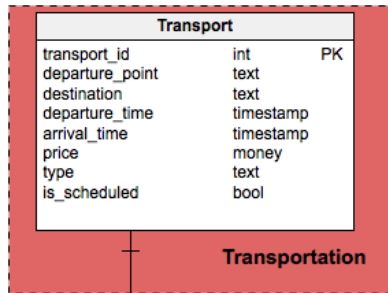 Transport
transport_id int PK
departure_point text
destination text
departure_time timestamp
arrival_time timestamp
price money
type text
is_scheduled bool
Transportation